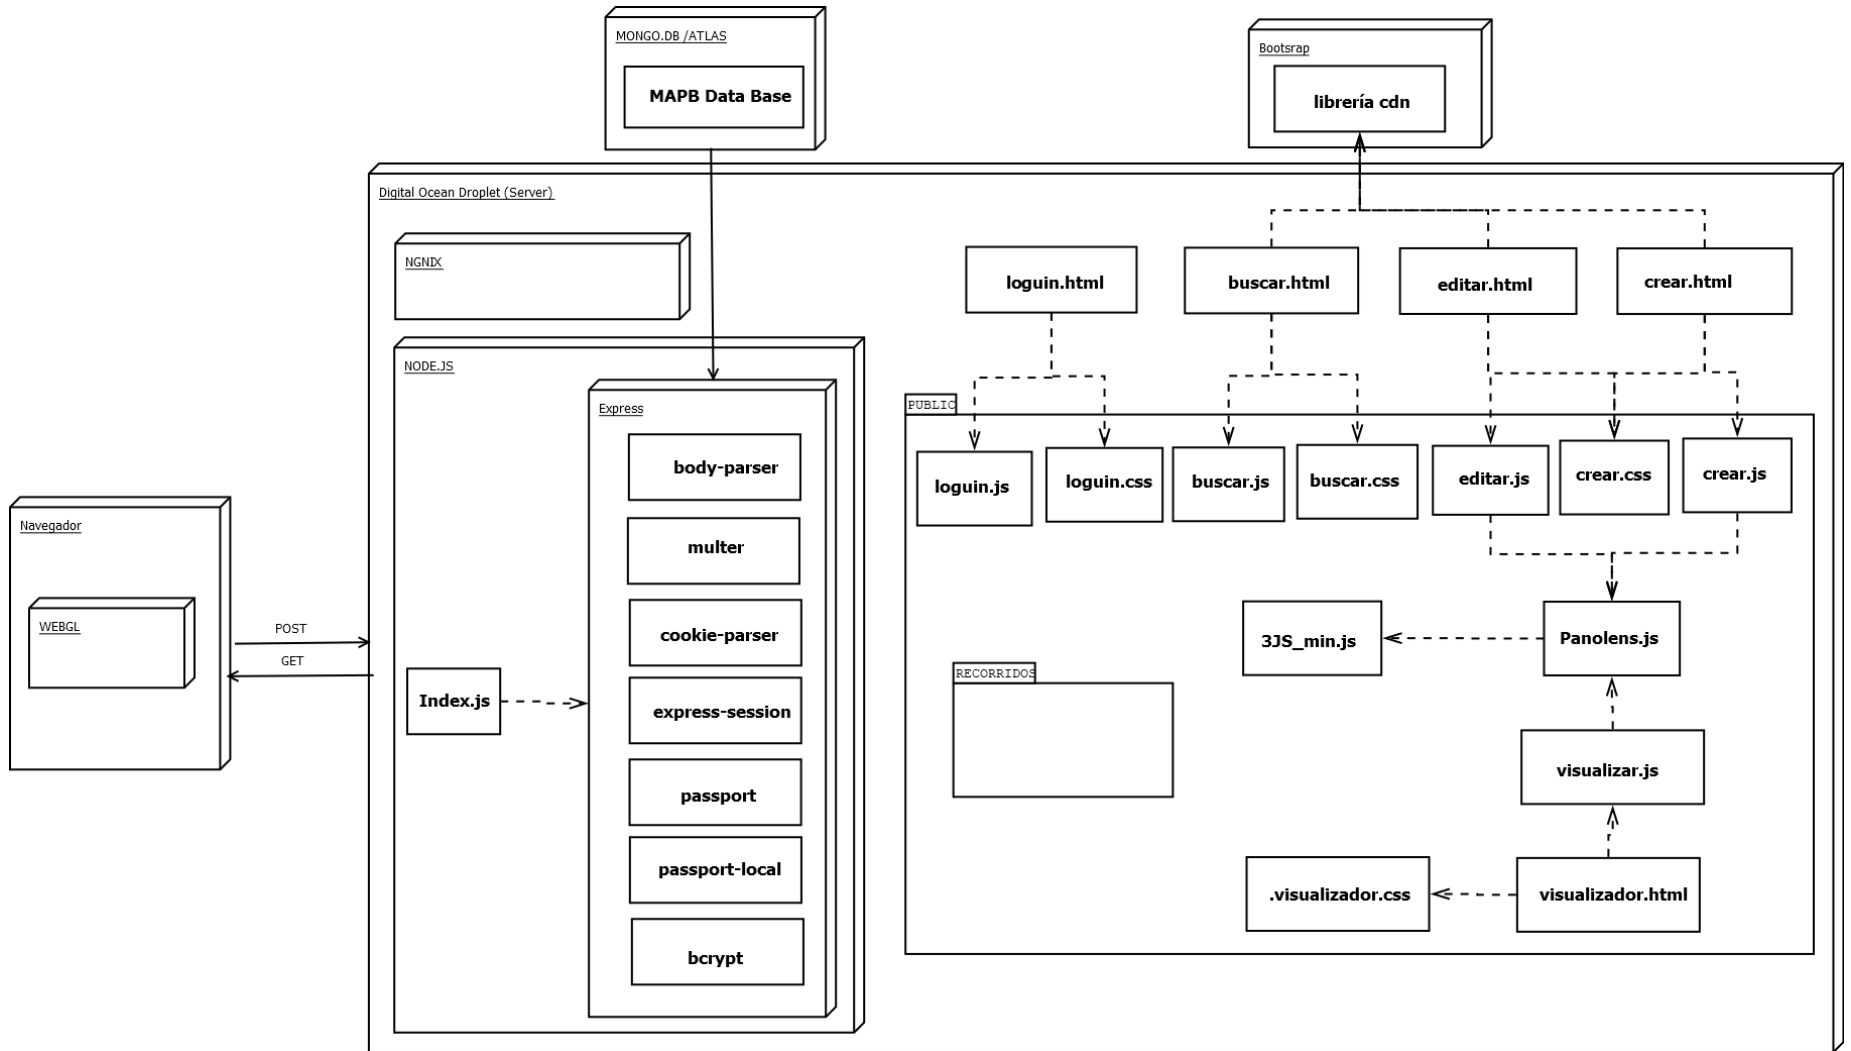 MONGO.DB /ATLAS
MAPB Data Base
Bootsrap
librería cdn
Digital Ocean Droplet (Server)
NGNIX
loguin.html
buscar.html
editar.html
crear.html
NODE.JS
Express
PUBLIC
body-parser
loguin.js
loguin.css
buscar.js
buscar.css
editar.js
crear.css
crear.js
Navegador
multer
WEBGL
POST
GET
cookie-parser
3JS_min.js
Panolens.js
RECORRIDOS
Index.js
express-session
visualizar.js
passport
passport-local
.visualizador.css
visualizador.html
bcrypt